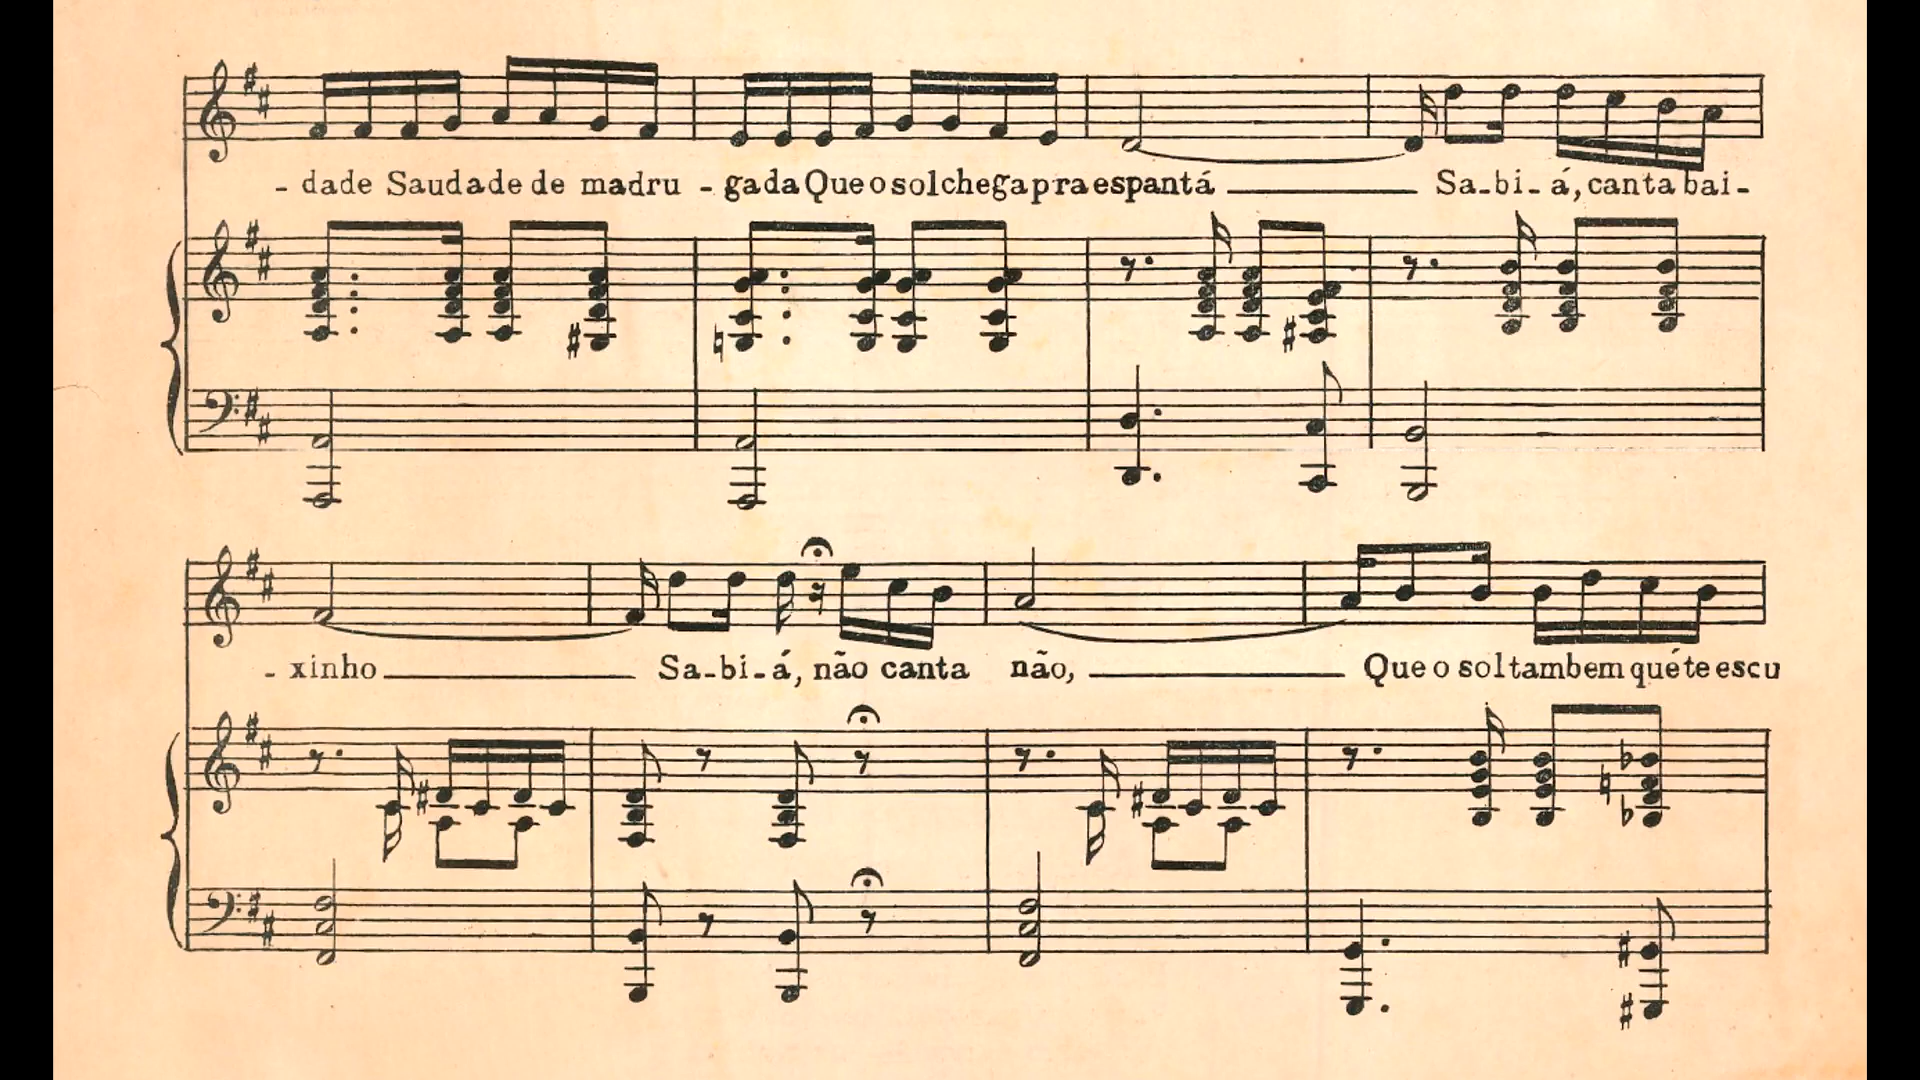 - dade Saudade de madru - gada Que o sol chega pra espantá Sa-bi-á, canta bai-
- xinho Sa-bi-á, não canta não, Que o sol tambem qué te escu